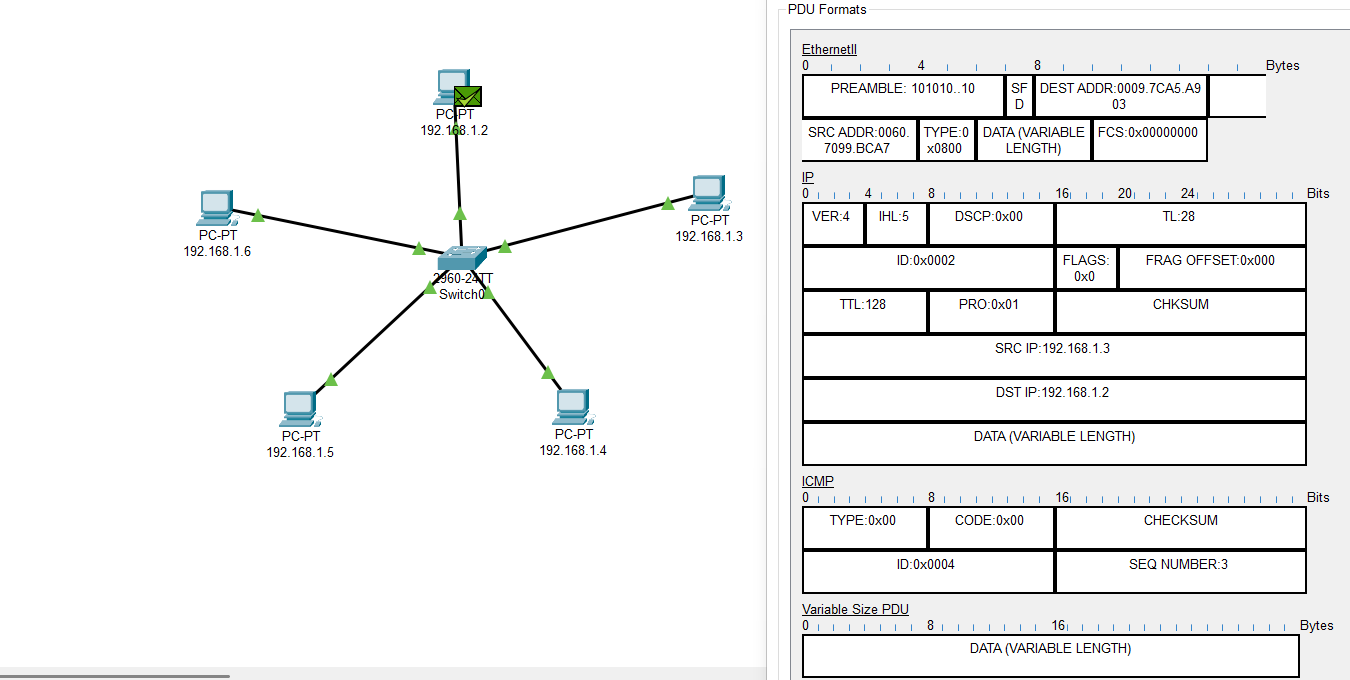 PC-PT
192.168.1.2
PC-PT
192.168.1.3
PC-PT
192.168.1.6
2960-24TT
Switch0
PC-PT
192.168.1.5
PC-PT
192.168.1.4
PDU Formats
EthernetII
0 4 8 Bytes
PREAMBLE: 101010..10
SF
D
DEST ADDR:0009.7CA5.A9
03
SRC ADDR:0060.
7099.BCA7
TYPE:0
x0800
DATA (VARIABLE
LENGTH)
FCS:0x00000000
IP
0 4 8 16 20 24 Bits
VER:4 IHL:5 DSCP:0x00 TL:28
ID:0x0002
FLAGS:
0x0
FRAG OFFSET:0x000
TTL:128 PRO:0x01 CHKSUM
SRC IP:192.168.1.3
DST IP:192.168.1.2
DATA (VARIABLE LENGTH)
ICMP
0 8 16 Bits
TYPE:0x00 CODE:0x00 CHECKSUM
ID:0x0004 SEQ NUMBER:3
Variable Size PDU
0 8 16 Bytes
DATA (VARIABLE LENGTH)